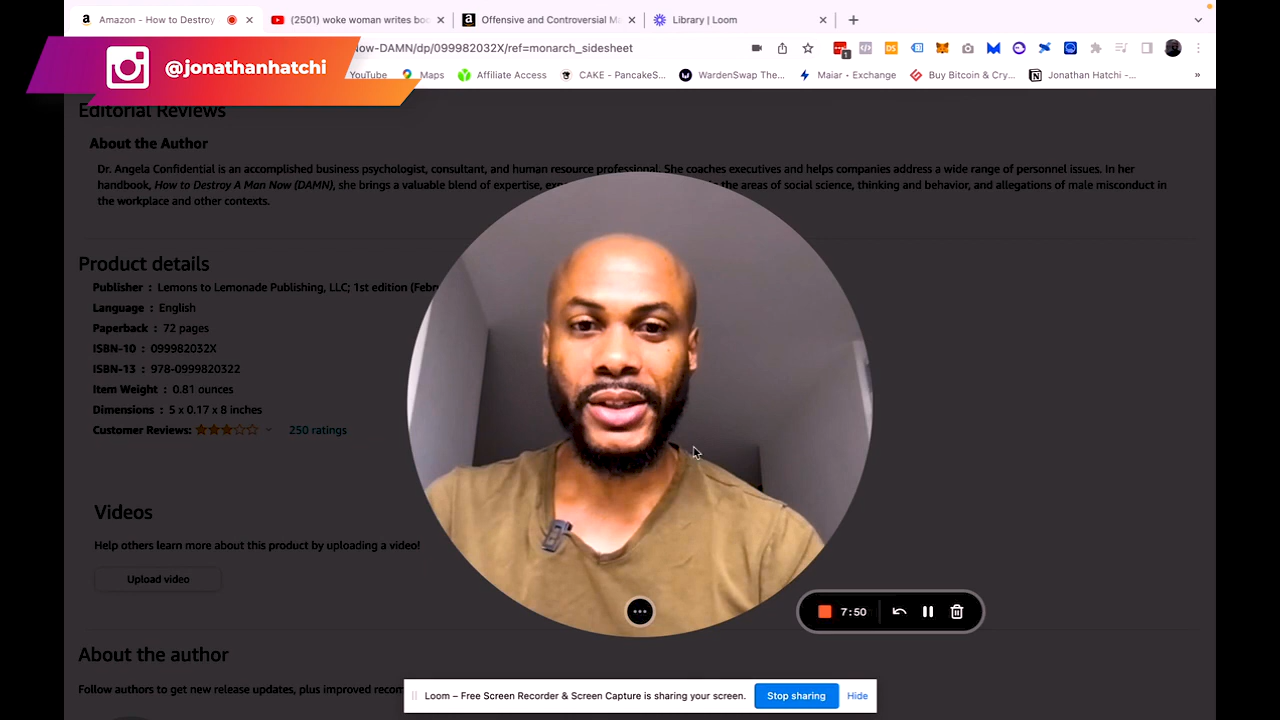 Amazon - How to Destroy
(2501) woke woman writes boo
Offensive and Controversial M
Library | Loom
@jonathanhatchi
ow-DAMN/dp/099982032X/ref=monarch_sidesheet
1
YouTube
Maps
Affiliate Access
CAKE - PancakeS...
WardenSwap The...
Maiar • Exchange
Buy Bitcoin & Cry...
Jonathan Hatchi -...
»
Editorial Reviews
About the Author
Dr. Angela Confidential is an accomplished business psychologist, consultant, and human resource professional. She coaches executives and helps companies address a wide range of personnel issues. In her
handbook, How to Destroy A Man Now (DAMN), she brings a valuable blend of expertise, the areas of social science, thinking and behavior, and allegations of male misconduct in
the workplace and other contexts.
Product details
Publisher : Lemons to Lemonade Publishing, LLC; 1st edition (Febr
Language : English
Paperback : 72 pages
ISBN-10 : 099982032X
ISBN-13 : 978-0999820322
Item Weight : 0.81 ounces
Dimensions : 5 x 0.17 x 8 inches
Customer Reviews: 250 ratings
Videos
Help others learn more about this product by uploading a video!
Upload video
7:50
About the author
Follow authors to get new release updates, plus improved recom
Loom – Free Screen Recorder & Screen Capture is sharing your screen.
Stop sharing
Hide